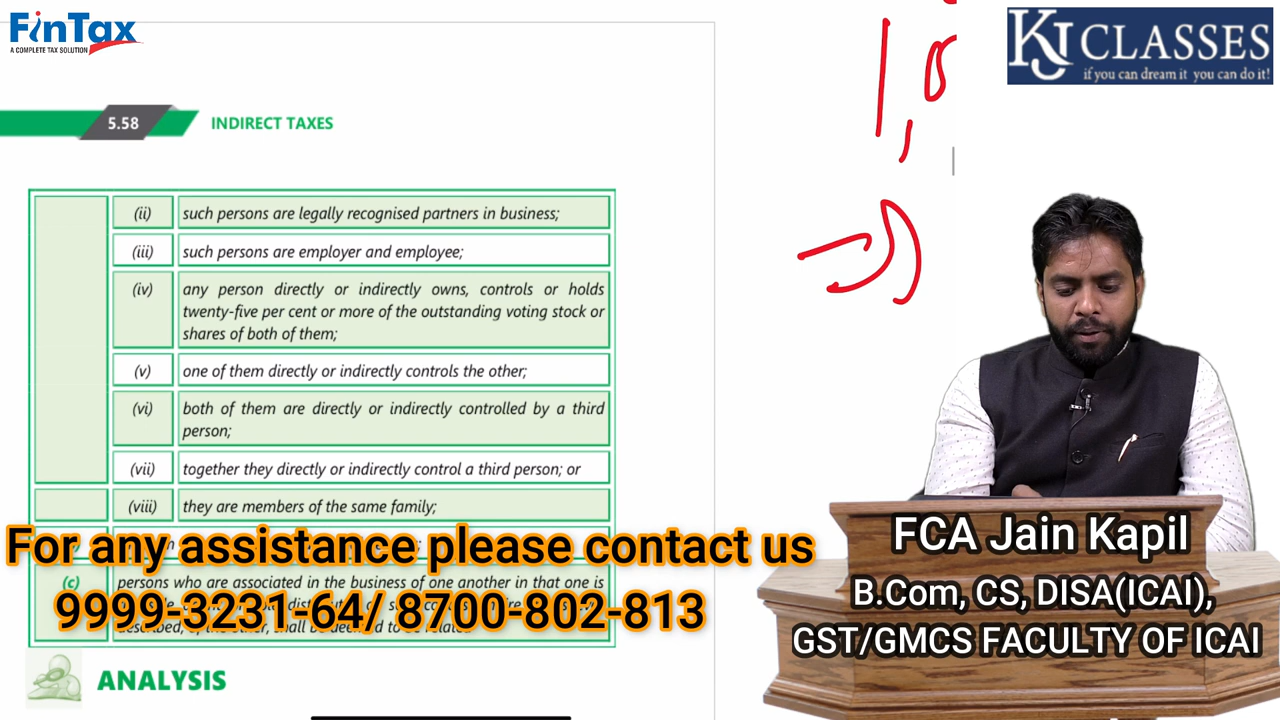 FinTax
A COMPLETE TAX SOLUTION
KJ CLASSES
if you can dream it you can do it!
5.58 INDIRECT TAXES
(ii) such persons are legally recognised partners in business;
(iii) such persons are employer and employee;
(iv) any person directly or indirectly owns, controls or holds
twenty-five per cent or more of the outstanding voting stock or
shares of both of them;
(v) one of them directly or indirectly controls the other;
(vi) both of them are directly or indirectly controlled by a third
person;
(vii) together they directly or indirectly control a third person; or
(viii) they are members of the same family;
For any assistance please contact us
(c) persons who are associated in the business of one another in that one is
9999-3231-64/ 8700-802-813
ANALYSIS
FCA Jain Kapil
B.Com, CS, DISA(ICAI),
GST/GMCS FACULTY OF ICAI